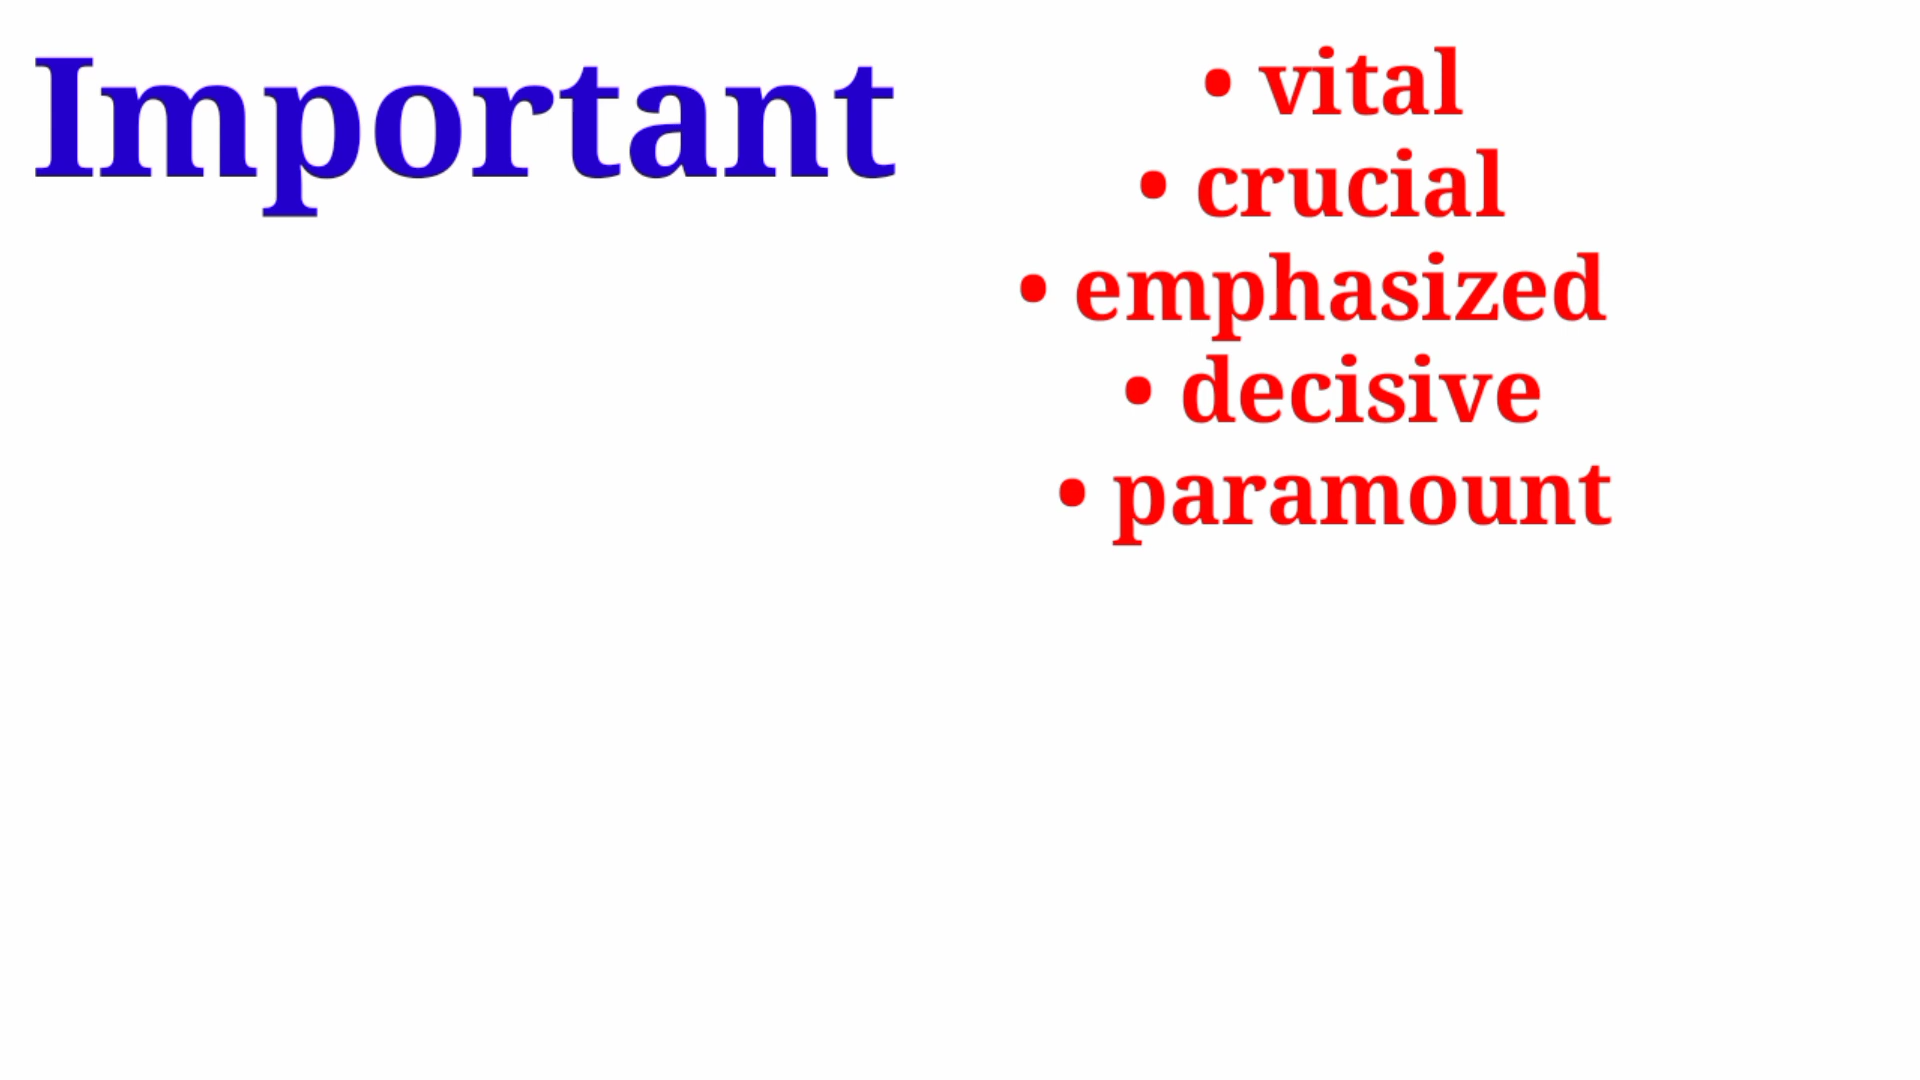 Important
• vital
• crucial
• emphasized
• decisive
• paramount